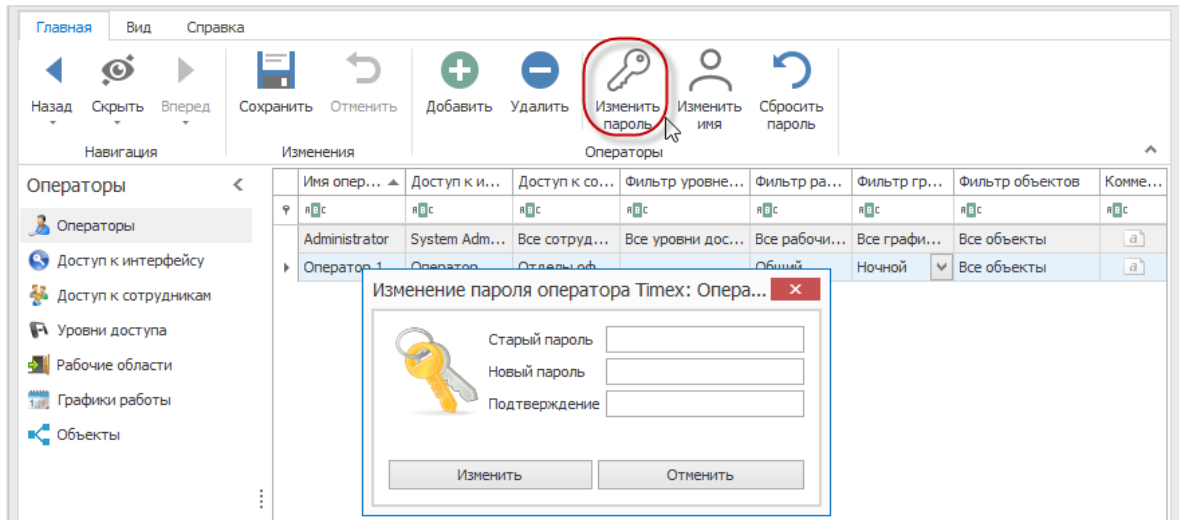 Главная Вид Справка
Назад Скрыть Вперед Сохранить Отменить Добавить Удалить Изменить пароль Изменить имя Сбросить пароль
Навигация Изменения Операторы
Операторы
Имя опер... Доступ к и... Доступ к со... Фильтр уровне... Фильтр ра... Фильтр гр... Фильтр объектов Комме...
Операторы
Administrator System Adm... Все сотруд... Все уровни дос... Все рабочи... Все графи... Все объекты
Доступ к интерфейсу
Оператор 1 Оператор Отделы оф Общий Ночной Все объекты
Изменение пароля оператора Timex: Опера...
Доступ к сотрудникам
Уровни доступа
Старый пароль
Рабочие области
Новый пароль
Графики работы
Подтверждение
Объекты
Изменить Отменить